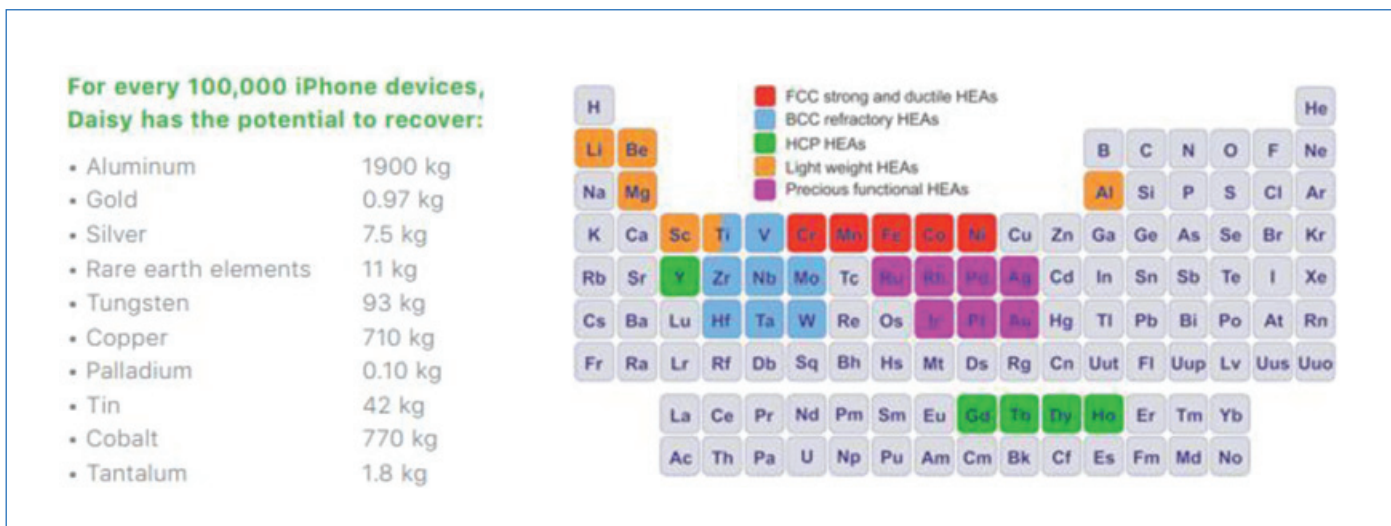 For every 100,000 iPhone devices,
Daisy has the potential to recover:
• Aluminum 1900 kg
• Gold 0.97 kg
• Silver 7.5 kg
• Rare earth elements 11 kg
• Tungsten 93 kg
• Copper 710 kg
• Palladium 0.10 kg
• Tin 42 kg
• Cobalt 770 kg
• Tantalum 1.8 kg
FCC strong and ductile HEAs
BCC refractory HEAs
HCP HEAs
Light weight HEAs
Precious functional HEAs
H He
Li Be B C N O F Ne
Na Mg Al Si P S Cl Ar
K Ca Sc Ti V Cr Mn Fe Co Ni Cu Zn Ga Ge As Se Br Kr
Rb Sr Y Zr Nb Mo Tc Ru Rh Pd Ag Cd In Sn Sb Te I Xe
Cs Ba Lu Hf Ta W Re Os Ir Pt Au Hg Tl Pb Bi Po At Rn
Fr Ra Lr Rf Db Sq Bh Hs Mt Ds Rg Cn Uut Fl Uup Lv Uus Uuo
La Ce Pr Nd Pm Sm Eu Gd Tb Dy Ho Er Tm Yb
Ac Th Pa U Np Pu Am Cm Bk Cf Es Fm Md No